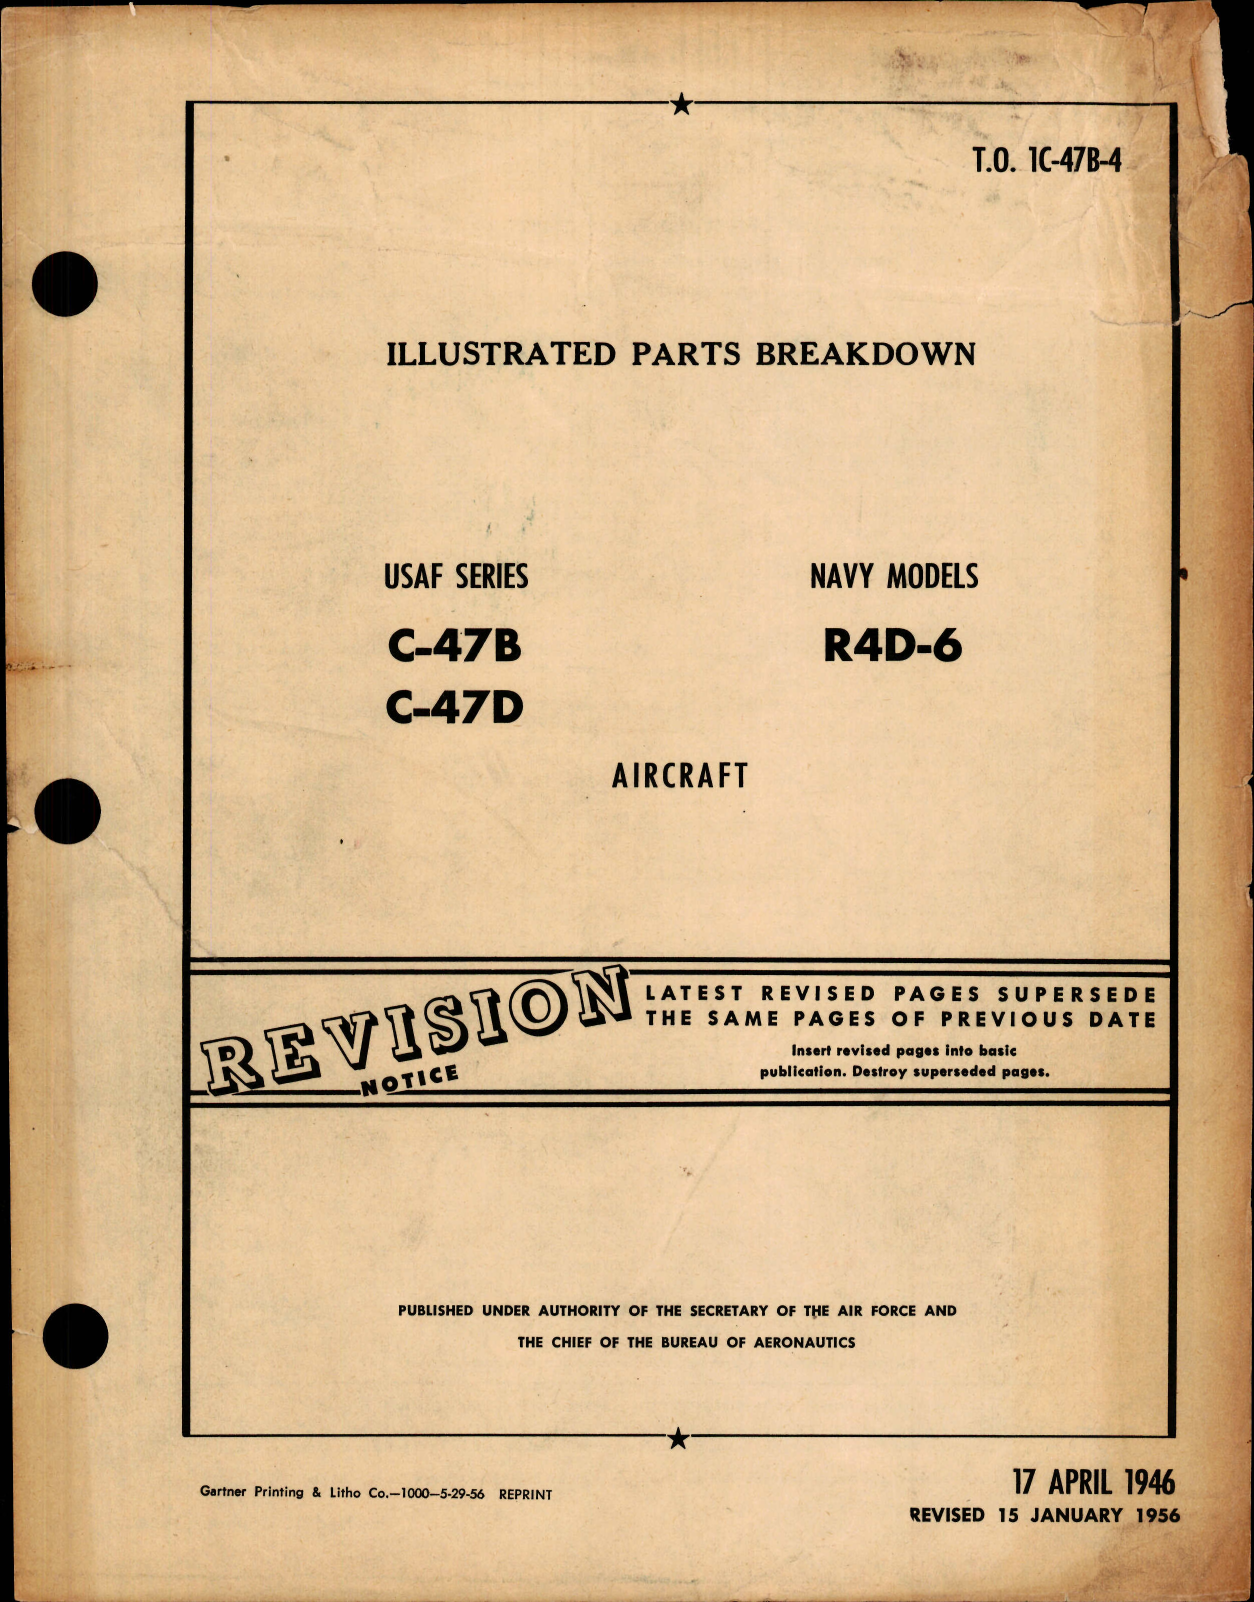 T.O. 1C-47B-4
ILLUSTRATED PARTS BREAKDOWN
USAF SERIES
C-47B
C-47D
NAVY MODELS
R4D-6
AIRCRAFT
REVISION
NOTICE
LATEST REVISED PAGES SUPERSEDE
THE SAME PAGES OF PREVIOUS DATE
Insert revised pages into basic
publication. Destroy superseded pages.
PUBLISHED UNDER AUTHORITY OF THE SECRETARY OF THE AIR FORCE AND
THE CHIEF OF THE BUREAU OF AERONAUTICS
Gartner Printing & Litho Co.—1000—5-29-56 REPRINT
17 APRIL 1946
REVISED 15 JANUARY 1956